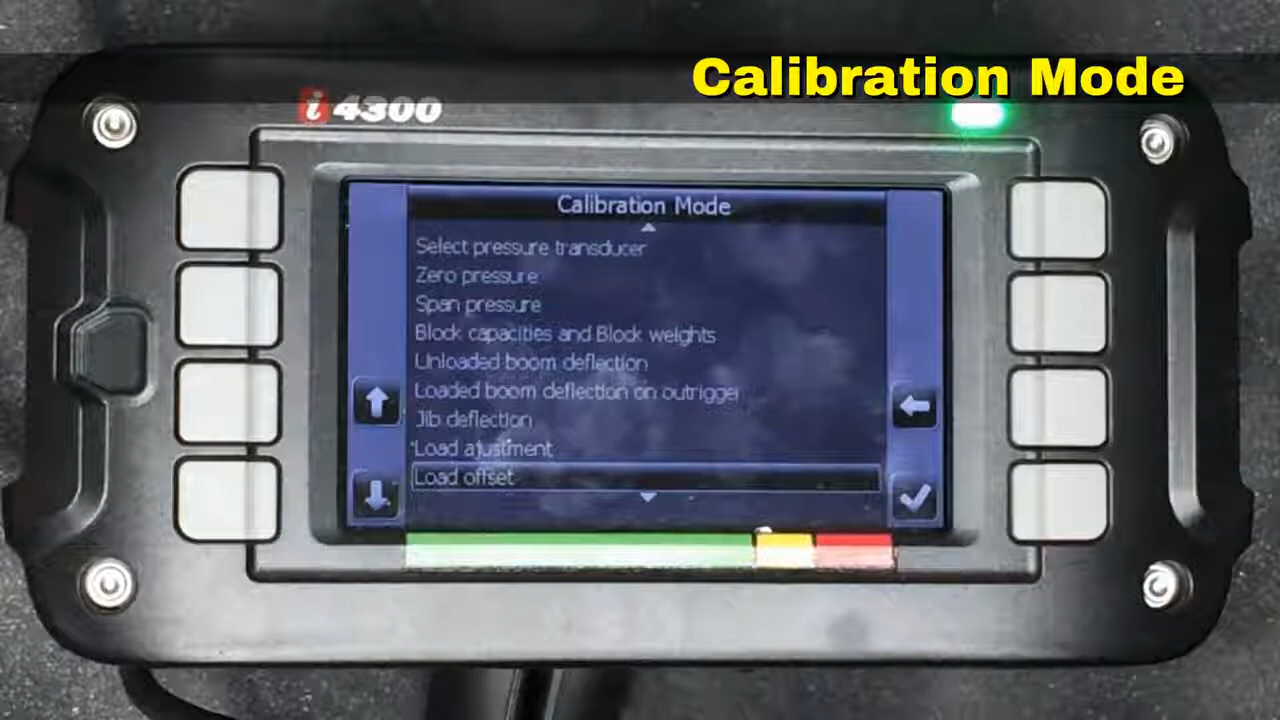 Calibration Mode
i4300
Calibration Mode
Select pressure transducer
Zero pressure
Span pressure
Block capacities and Block weights
Unloaded boom deflection
Loaded boom deflection on outrigger
Jib deflection
Load ajustment
Load offset